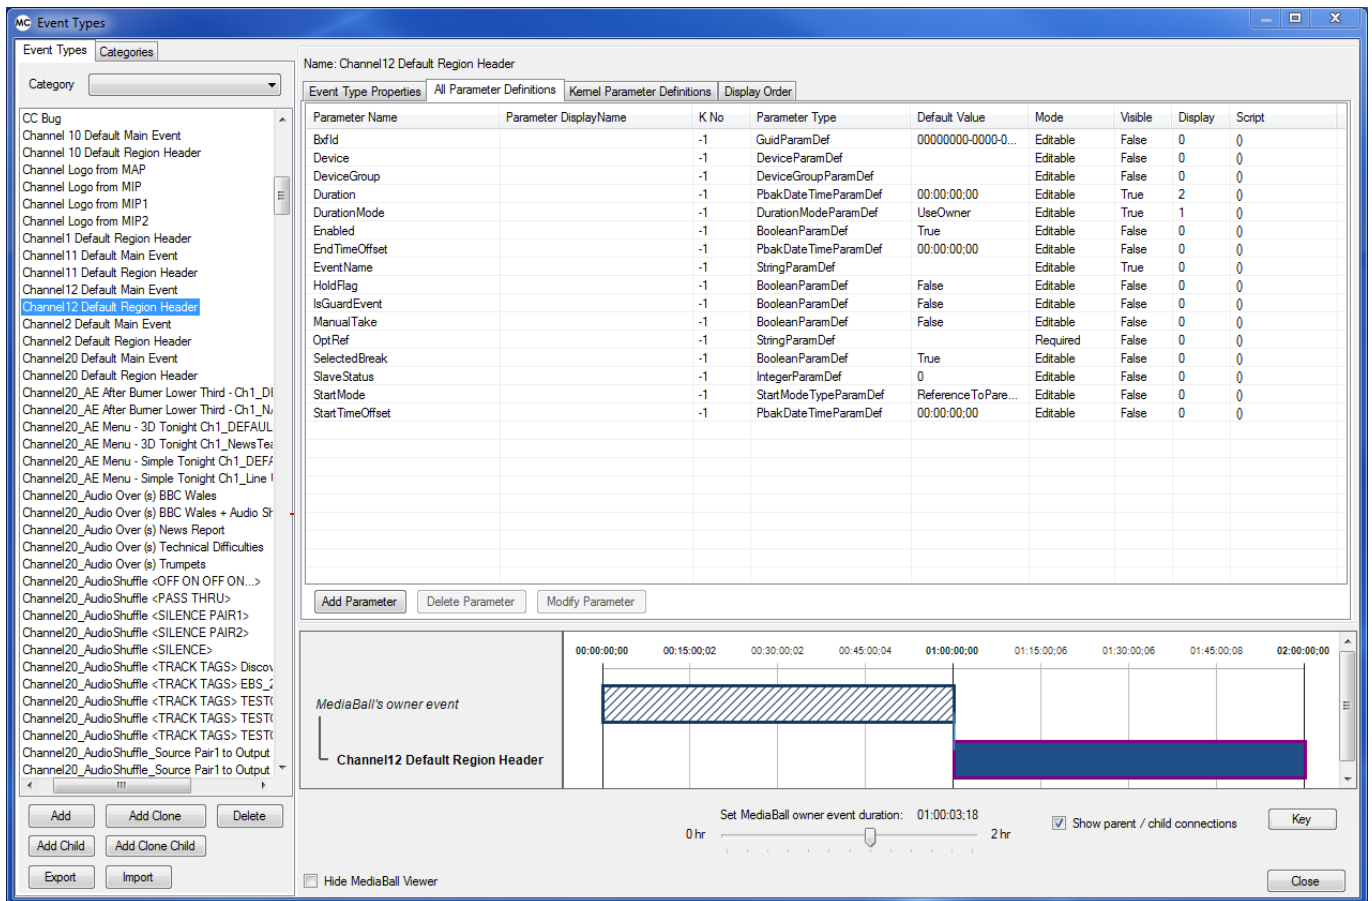 MC Event Types
Event Types Categories
Category
CC Bug
Channel 10 Default Main Event
Channel 10 Default Region Header
Channel Logo from MAP
Channel Logo from MIP
Channel Logo from MIP1
Channel Logo from MIP2
Channel1 Default Region Header
Channel11 Default Main Event
Channel11 Default Region Header
Channel12 Default Main Event
Channel12 Default Region Header
Channel2 Default Main Event
Channel2 Default Region Header
Channel20 Default Main Event
Channel20 Default Region Header
Channel20_AE After Burner Lower Third - Ch1_DE
Channel20_AE After Burner Lower Third - Ch1_N
Channel20_AE Menu - 3D Tonight Ch1_DEFAUL
Channel20_AE Menu - 3D Tonight Ch1_NewsTea
Channel20_AE Menu - Simple Tonight Ch1_DEFA
Channel20_AE Menu - Simple Tonight Ch1_Line
Channel20_Audio Over (s) BBC Wales
Channel20_Audio Over (s) BBC Wales + Audio Sh
Channel20_Audio Over (s) News Report
Channel20_Audio Over (s) Technical Difficulties
Channel20_Audio Over (s) Trumpets
Channel20_AudioShuffle <OFF ON OFF ON...>
Channel20_AudioShuffle <PASS THRU>
Channel20_AudioShuffle <SILENCE PAIR1>
Channel20_AudioShuffle <SILENCE PAIR2>
Channel20_AudioShuffle <SILENCE>
Channel20_AudioShuffle <TRACK TAGS> Discov
Channel20_AudioShuffle <TRACK TAGS> EBS_2
Channel20_AudioShuffle <TRACK TAGS> TEST
Channel20_AudioShuffle <TRACK TAGS> TEST
Channel20_AudioShuffle <TRACK TAGS> TEST
Channel20_AudioShuffle_Source Pair1 to Output
Channel20_AudioShuffle_Source Pair1 to Output
Add Add Clone Delete
Add Child Add Clone Child
Export Import
Name: Channel12 Default Region Header
Event Type Properties All Parameter Definitions Kernel Parameter Definitions Display Order
Parameter Name Parameter DisplayName K No Parameter Type Default Value Mode Visible Display Script
BxfId -1 GuidParamDef 00000000-0000-0... Editable False 0 ()
Device -1 DeviceParamDef Editable False 0 ()
DeviceGroup -1 DeviceGroupParamDef Editable False 0 ()
Duration -1 PbakDateTimeParamDef 00:00:00;00 Editable True 2 ()
DurationMode -1 DurationModeParamDef UseOwner Editable True 1 ()
Enabled -1 BooleanParamDef True Editable False 0 ()
EndTimeOffset -1 PbakDateTimeParamDef 00:00:00;00 Editable False 0 ()
EventName -1 StringParamDef Editable True 0 ()
HoldFlag -1 BooleanParamDef False Editable False 0 ()
IsGuardEvent -1 BooleanParamDef False Editable False 0 ()
ManualTake -1 BooleanParamDef False Editable False 0 ()
OptRef -1 StringParamDef Required False 0 ()
SelectedBreak -1 BooleanParamDef True Editable False 0 ()
SlaveStatus -1 IntegerParamDef 0 Editable False 0 ()
StartMode -1 StartModeTypeParamDef ReferenceToPare... Editable False 0 ()
StartTimeOffset -1 PbakDateTimeParamDef 00:00:00;00 Editable False 0 ()
Add Parameter Delete Parameter Modify Parameter
00:00:00;00 00:15:00;02 00:30:00;02 00:45:00;04 01:00:00;00 01:15:00;06 01:30:00;06 01:45:00;08 02:00:00;00
MediaBall's owner event
Channel12 Default Region Header
Set MediaBall owner event duration: 01:00:03;18
0 hr 2 hr
Show parent / child connections
Key
Hide MediaBall Viewer
Close